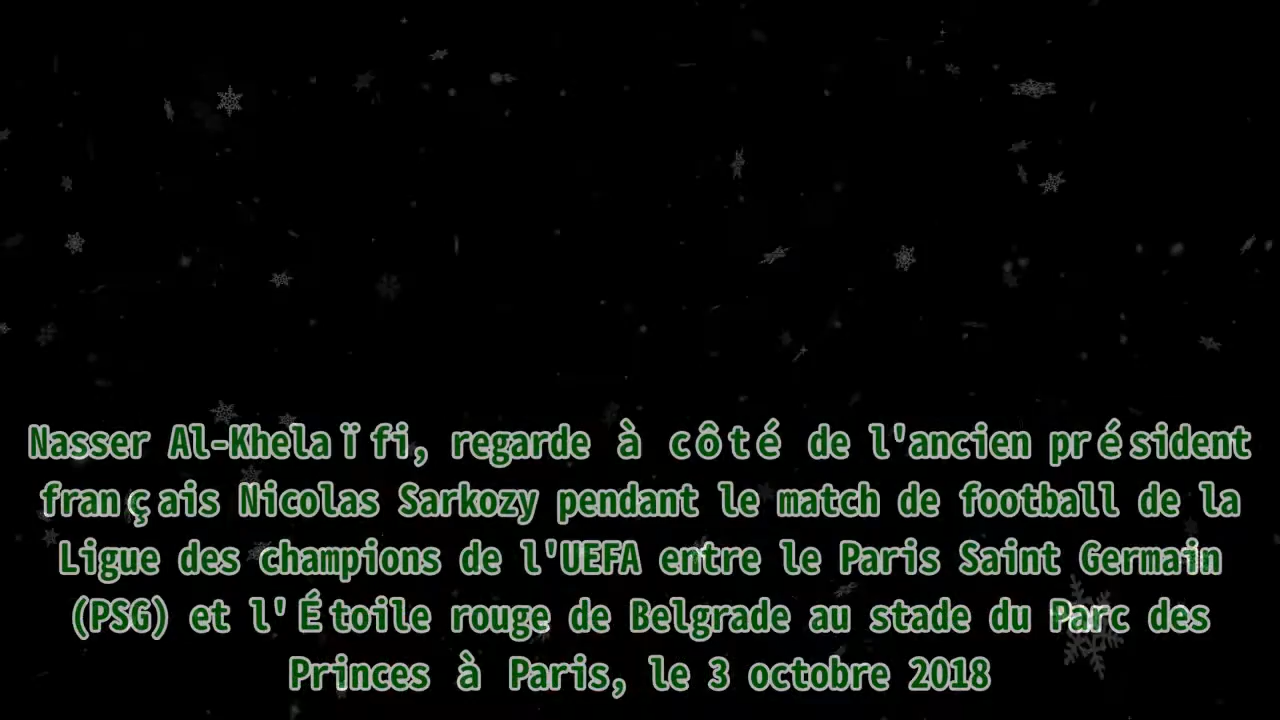 Nasser Al-Khelaïfi, regarde à côté de l'ancien président
français Nicolas Sarkozy pendant le match de football de la
Ligue des champions de l'UEFA entre le Paris Saint Germain
(PSG) et l'Étoile rouge de Belgrade au stade du Parc des
Princes à Paris, le 3 octobre 2018